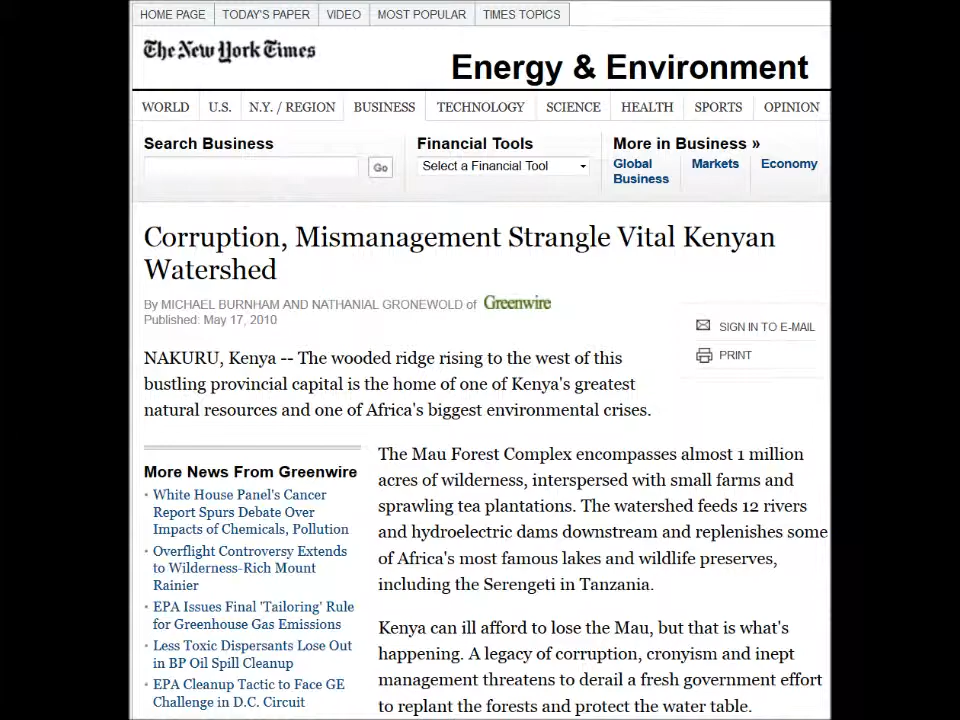 HOME PAGE TODAY'S PAPER VIDEO MOST POPULAR TIMES TOPICS
The New York Times
Energy & Environment
WORLD U.S. N.Y. / REGION BUSINESS TECHNOLOGY SCIENCE HEALTH SPORTS OPINION
Search Business
Go
Financial Tools
Select a Financial Tool
More in Business »
Global Business
Markets
Economy
Corruption, Mismanagement Strangle Vital Kenyan
Watershed
By MICHAEL BURNHAM AND NATHANIAL GRONEWOLD of Greenwire
Published: May 17, 2010
SIGN IN TO E-MAIL
PRINT
NAKURU, Kenya -- The wooded ridge rising to the west of this
bustling provincial capital is the home of one of Kenya's greatest
natural resources and one of Africa's biggest environmental crises.
More News From Greenwire
• White House Panel's Cancer
Report Spurs Debate Over
Impacts of Chemicals, Pollution
• Overflight Controversy Extends
to Wilderness-Rich Mount
Rainier
• EPA Issues Final 'Tailoring' Rule
for Greenhouse Gas Emissions
• Less Toxic Dispersants Lose Out
in BP Oil Spill Cleanup
• EPA Cleanup Tactic to Face GE
Challenge in D.C. Circuit
The Mau Forest Complex encompasses almost 1 million
acres of wilderness, interspersed with small farms and
sprawling tea plantations. The watershed feeds 12 rivers
and hydroelectric dams downstream and replenishes some
of Africa's most famous lakes and wildlife preserves,
including the Serengeti in Tanzania.
Kenya can ill afford to lose the Mau, but that is what's
happening. A legacy of corruption, cronyism and inept
management threatens to derail a fresh government effort
to replant the forests and protect the water table.